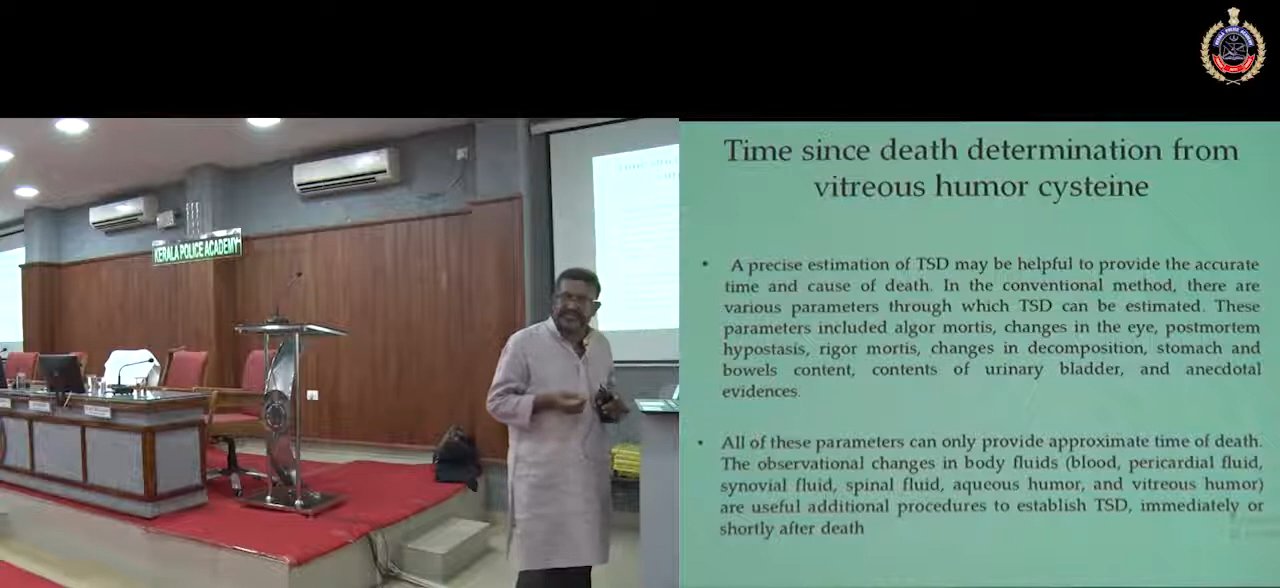 KERALA POLICE ACADEMY
Time since death determination from
vitreous humor cysteine
• A precise estimation of TSD may be helpful to provide the accurate
time and cause of death. In the conventional method, there are
various parameters through which TSD can be estimated. These
parameters included algor mortis, changes in the eye, postmortem
hypostasis, rigor mortis, changes in decomposition, stomach and
bowels content, contents of urinary bladder, and anecdotal
evidences.
• All of these parameters can only provide approximate time of death.
The observational changes in body fluids (blood, pericardial fluid,
synovial fluid, spinal fluid, aqueous humor, and vitreous humor)
are useful additional procedures to establish TSD, immediately or
shortly after death